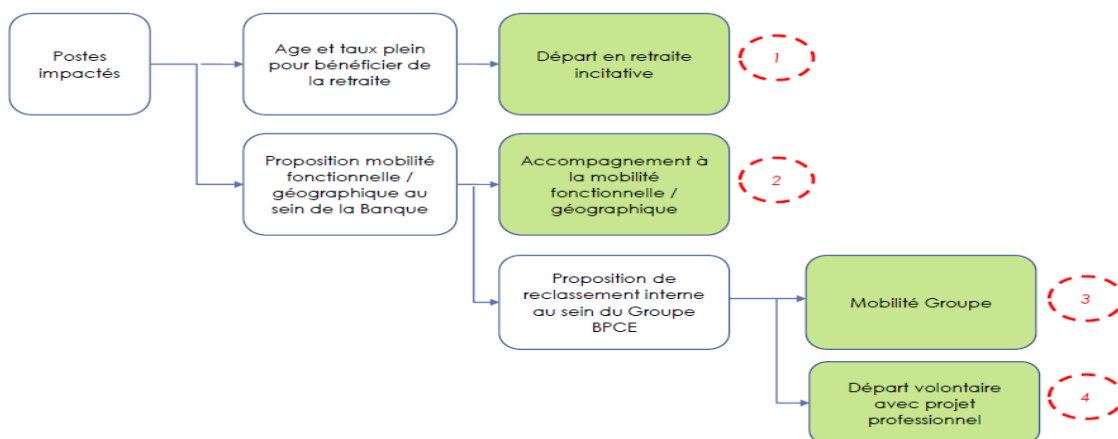 Postes
impactés
Age et taux plein
pour bénéficier de
la retraite
Départ en retraite
incitative
1
Proposition mobilité
fonctionnelle /
géographique au
sein de la Banque
Accompagnement à
la mobilité
fonctionnelle /
géographique
2
Proposition de
reclassement interne
au sein du Groupe
BPCE
Mobilité Groupe
3
Départ volontaire
avec projet
professionnel
4